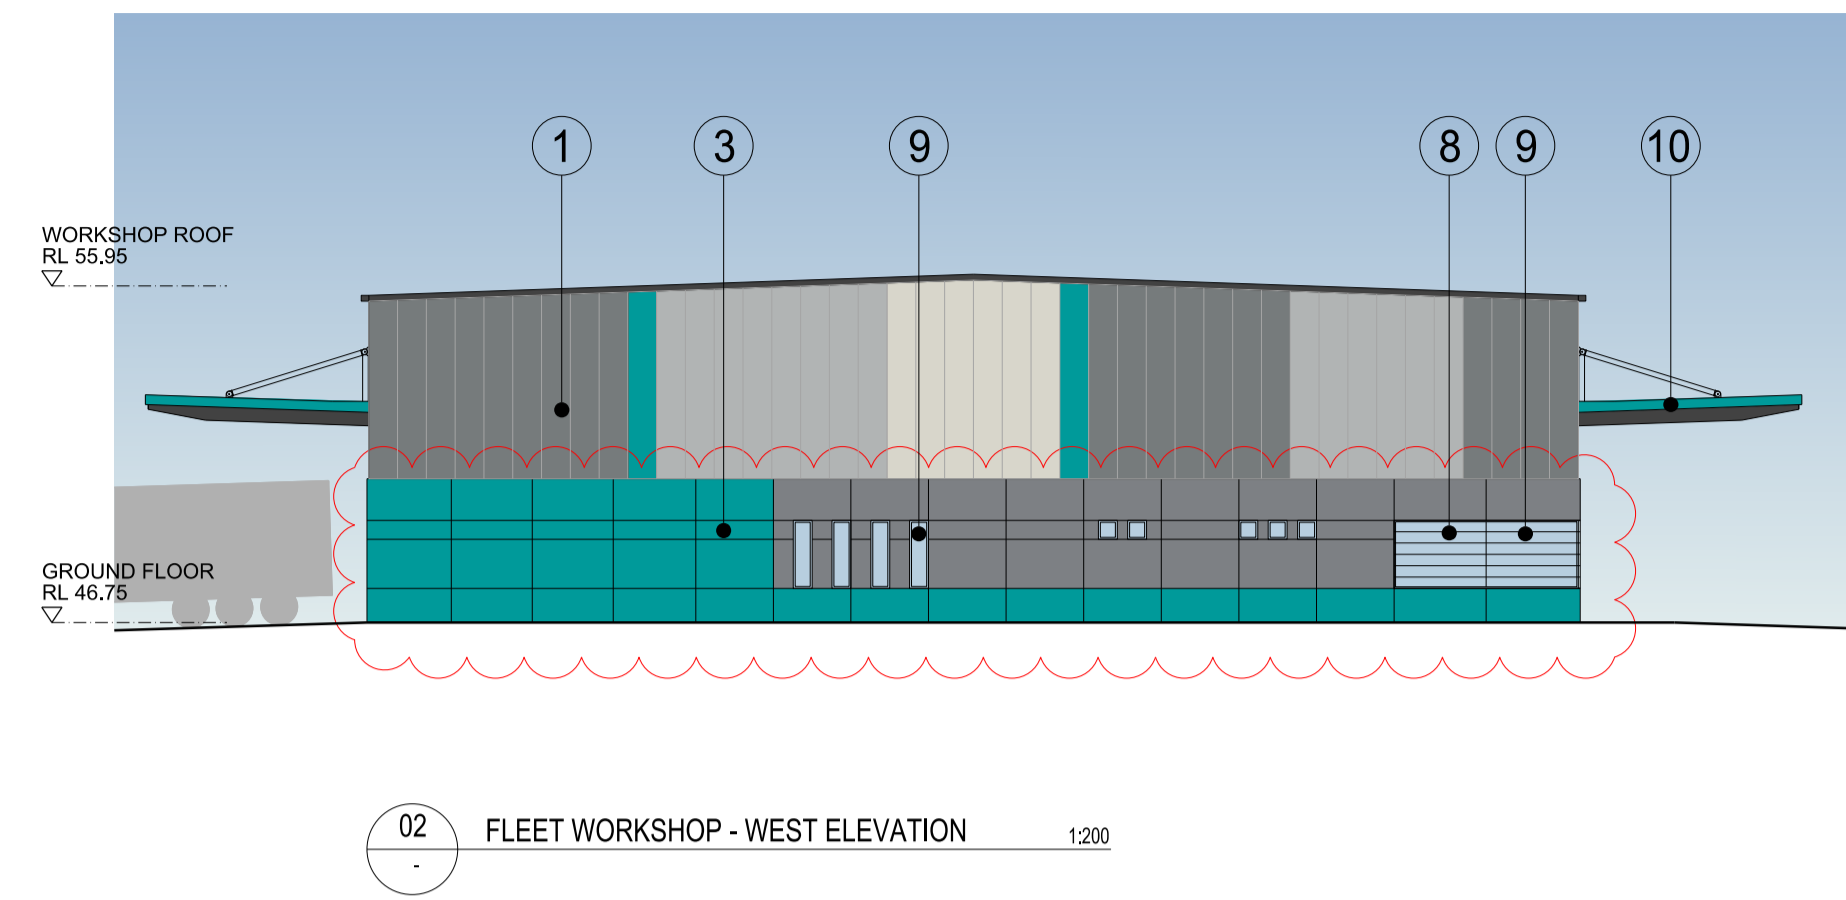 1 3 9 8 9 10
WORKSHOP ROOF
RL 55.95
GROUND FLOOR
RL 46.75
02
-
FLEET WORKSHOP - WEST ELEVATION 1:200